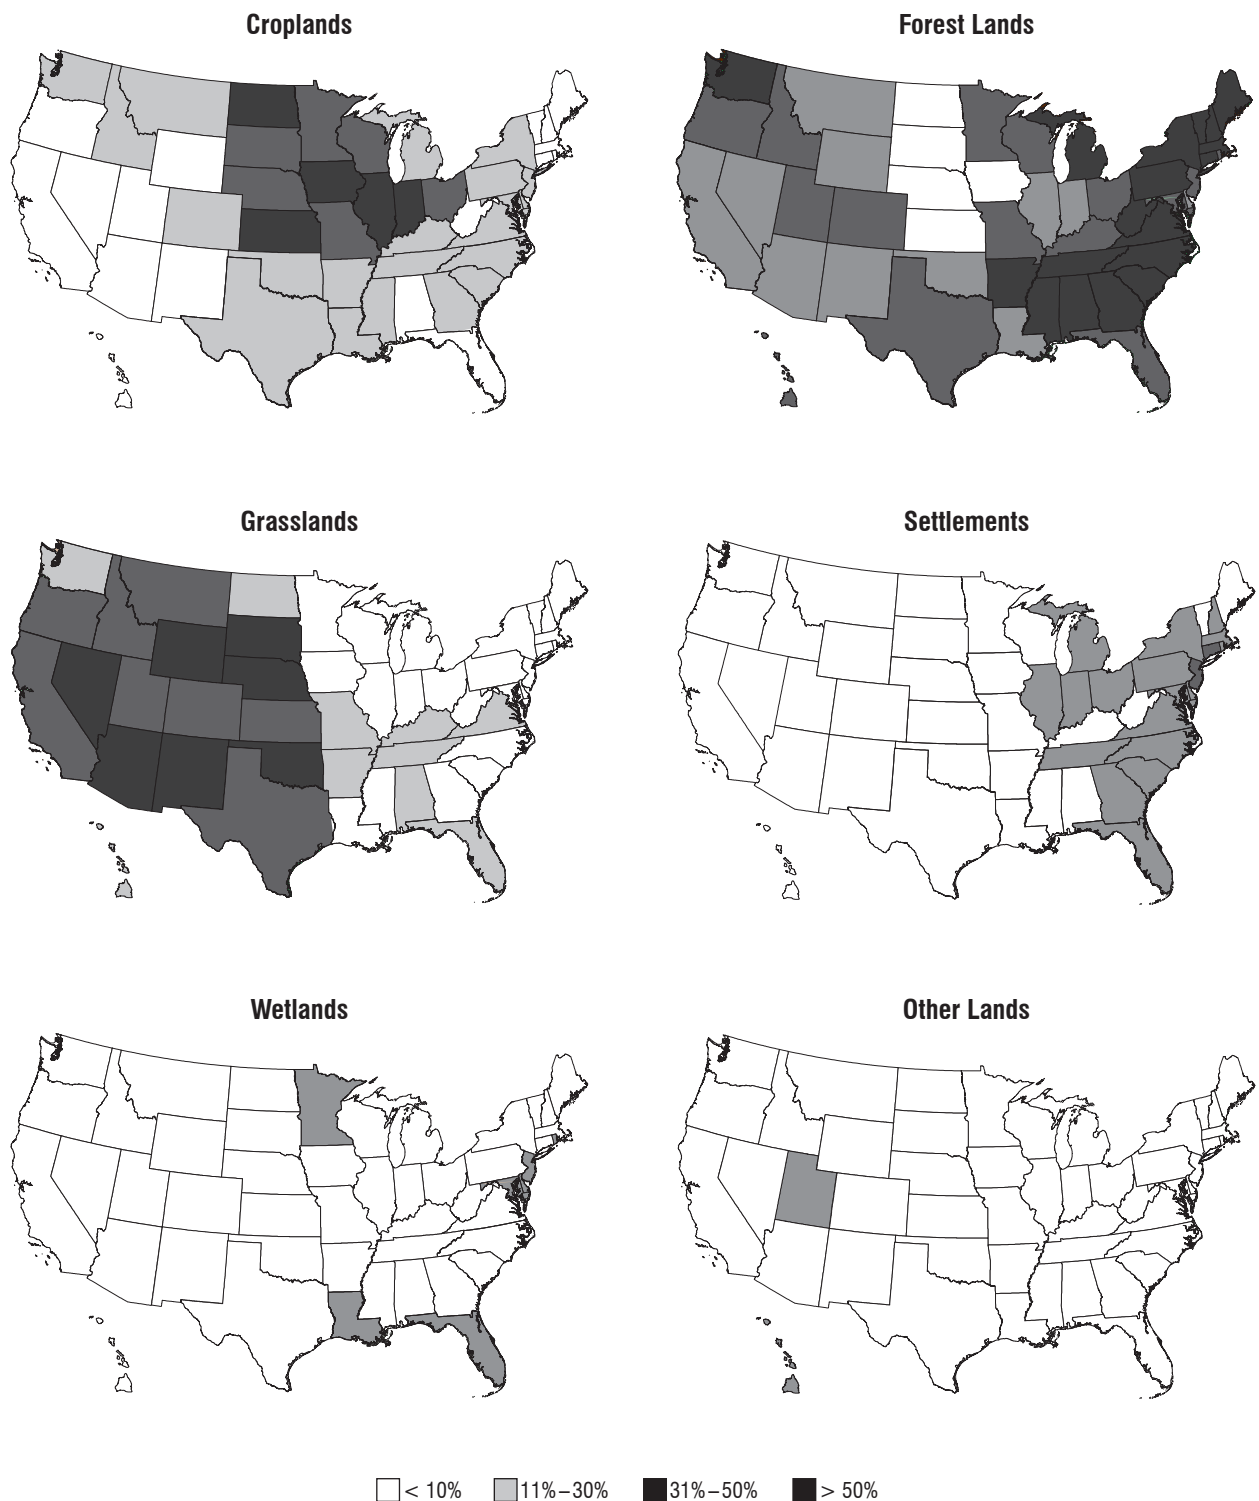 Croplands
Forest Lands
Grasslands
Settlements
Wetlands
Other Lands
< 10% 11%–30% 31%–50% > 50%